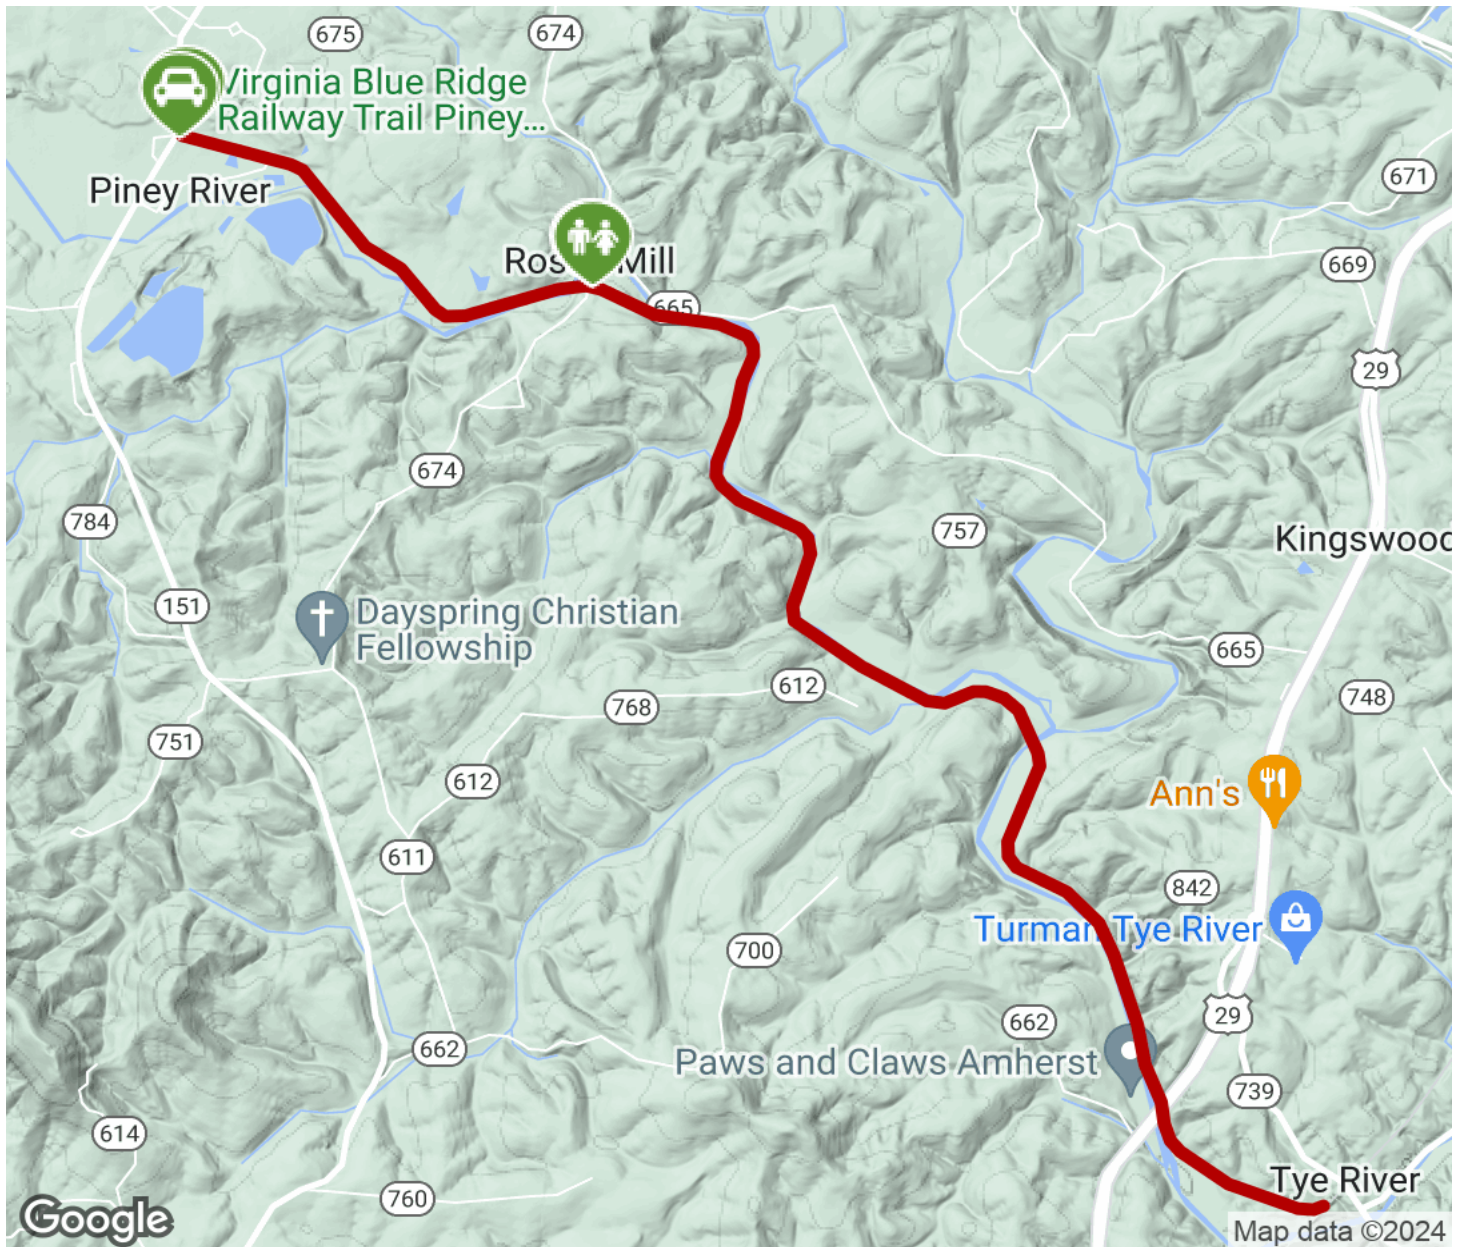 675
674
Virginia Blue Ridge
Railway Trail Piney...
Piney River
671
Mill
669
665
29
674
784
757
Kingswood
151
Dayspring Christian
Fellowship
665
612
768
748
751
612
Ann's
611
842
Turman Tye River
700
662
29
662
Paws and Claws Amherst
739
614
Tye River
760
Google
Map data ©2024